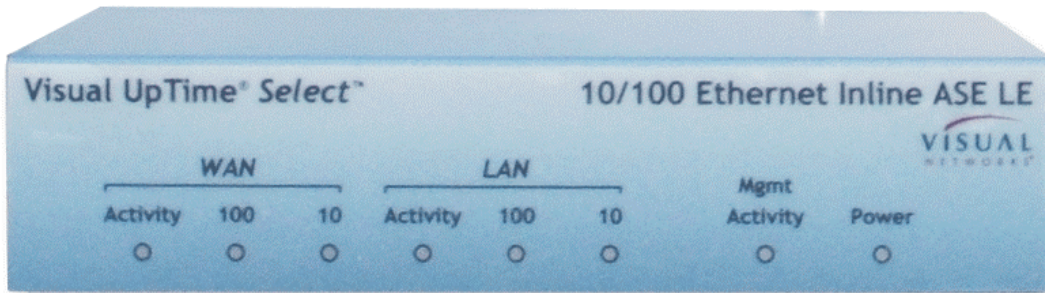 Visual UpTime® Select™
10/100 Ethernet Inline ASE LE
VISUAL
NETWORKS®
WAN
LAN
Mgmt
Activity 100 10 Activity 100 10 Activity Power